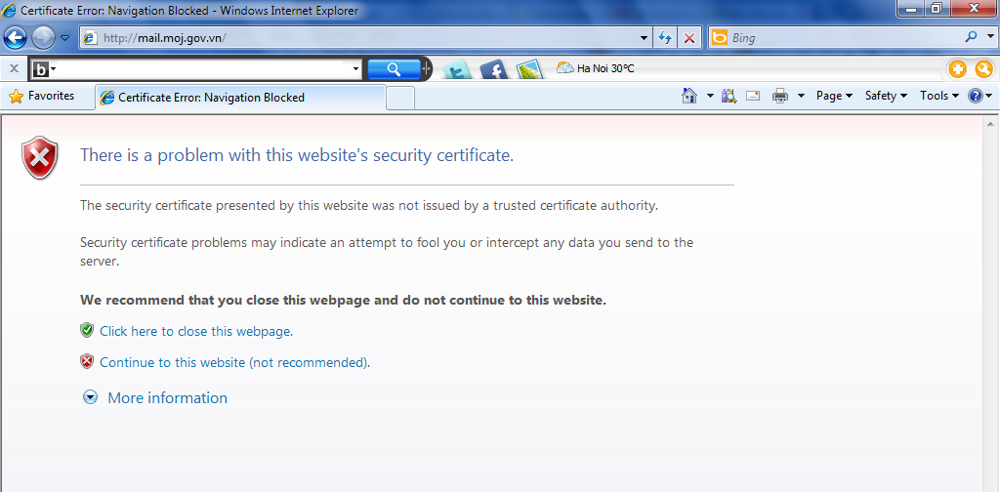 Certificate Error: Navigation Blocked - Windows Internet Explorer
http://mail.moj.gov.vn/
Bing
x b Ha Noi 30°C
Favorites Certificate Error: Navigation Blocked Page Safety Tools
There is a problem with this website's security certificate.
The security certificate presented by this website was not issued by a trusted certificate authority.
Security certificate problems may indicate an attempt to fool you or intercept any data you send to the
server.
We recommend that you close this webpage and do not continue to this website.
Click here to close this webpage.
Continue to this website (not recommended).
More information